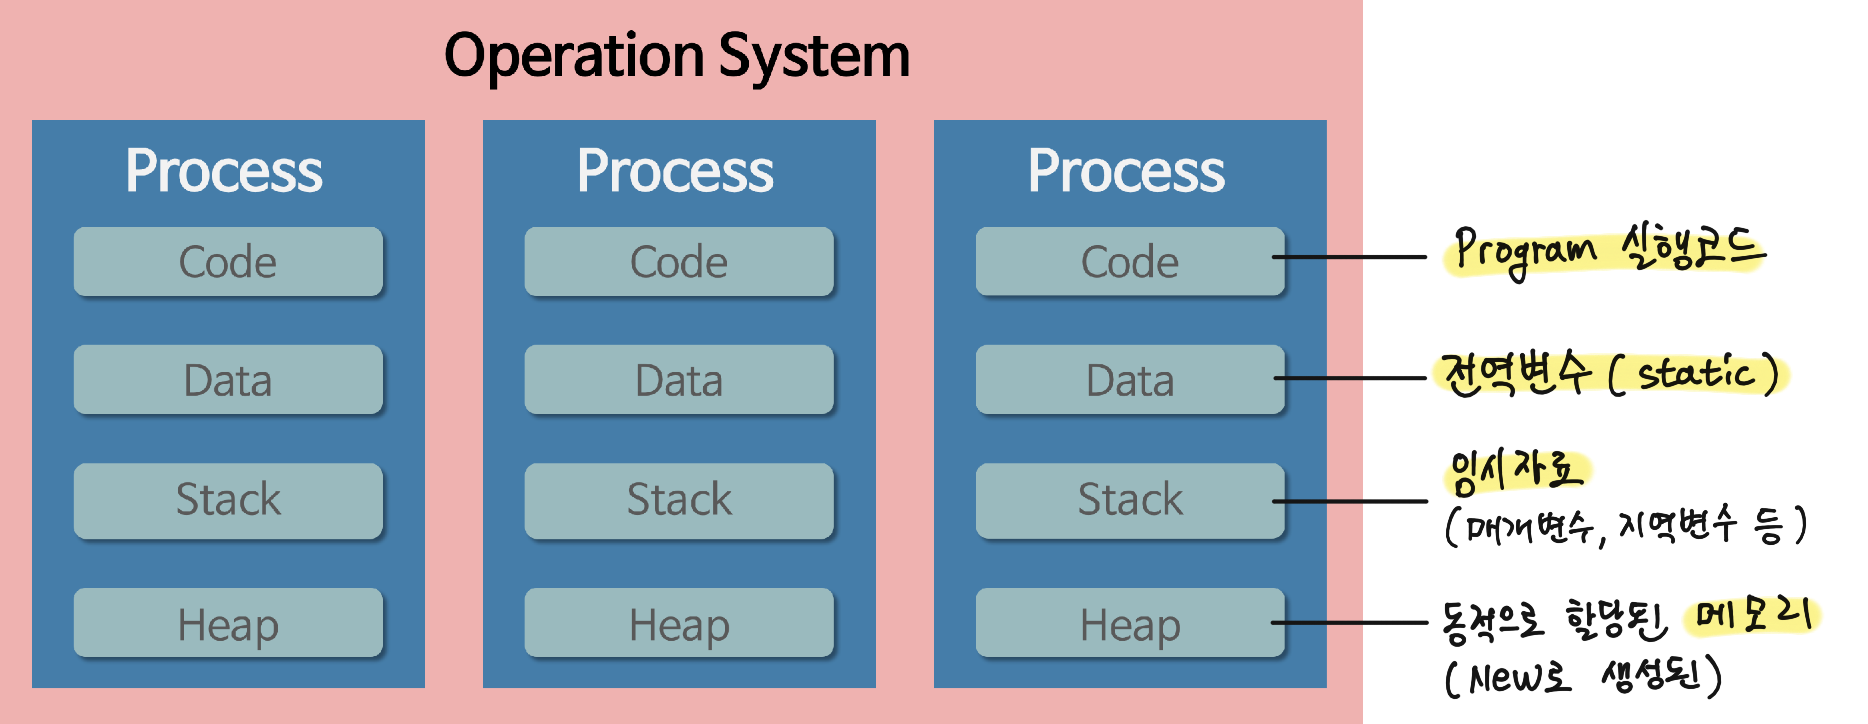 Operation System
Process
Code
Data
Stack
Heap
Process
Code
Data
Stack
Heap
Process
Code
Data
Stack
Heap
Program 실행코드
전역변수 (static)
임시자료
(매개변수, 지역변수 등)
동적으로 할당된 메모리
(New로 생성된)